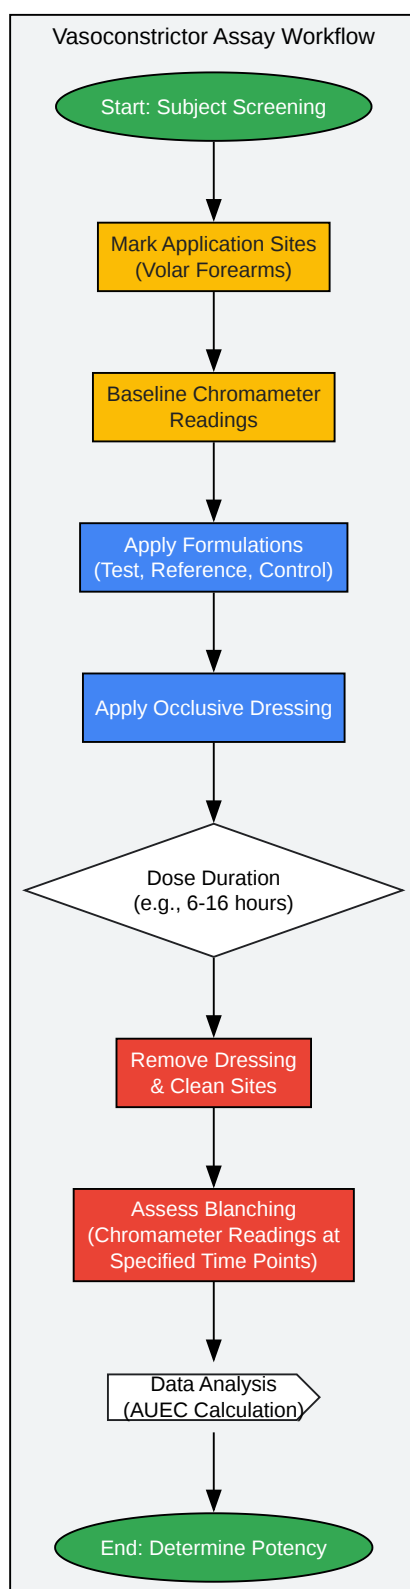 Vasoconstrictor Assay Workflow
Start: Subject Screening
Mark Application Sites
(Volar Forearms)
Baseline Chromameter
Readings
Apply Formulations
(Test, Reference, Control)
Apply Occlusive Dressing
Dose Duration
(e.g., 6-16 hours)
Remove Dressing
& Clean Sites
Assess Blanching
(Chromameter Readings at
Specified Time Points)
Data Analysis
(AUEC Calculation)
End: Determine Potency